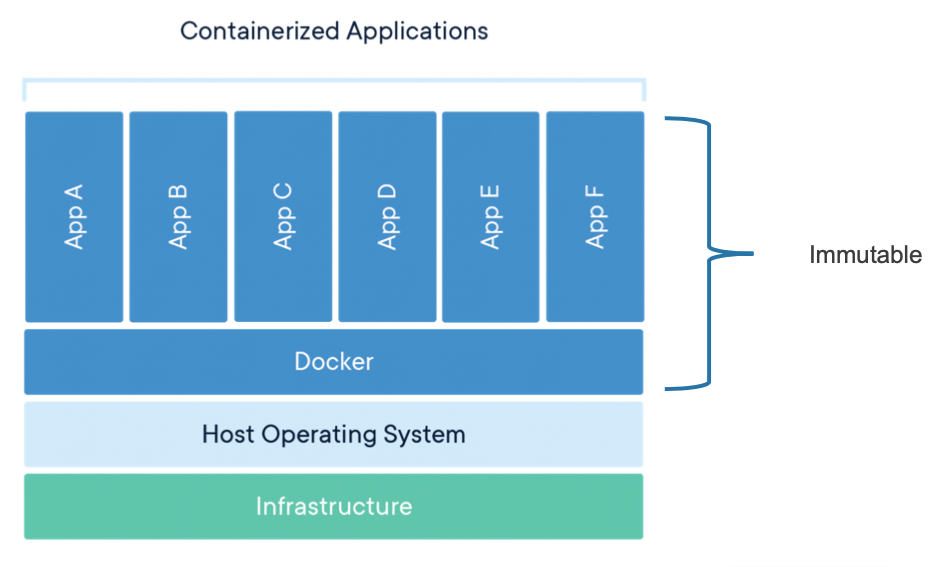 Containerized Applications
App A
App B
App C
App D
App E
App F
Immutable
Docker
Host Operating System
Infrastructure